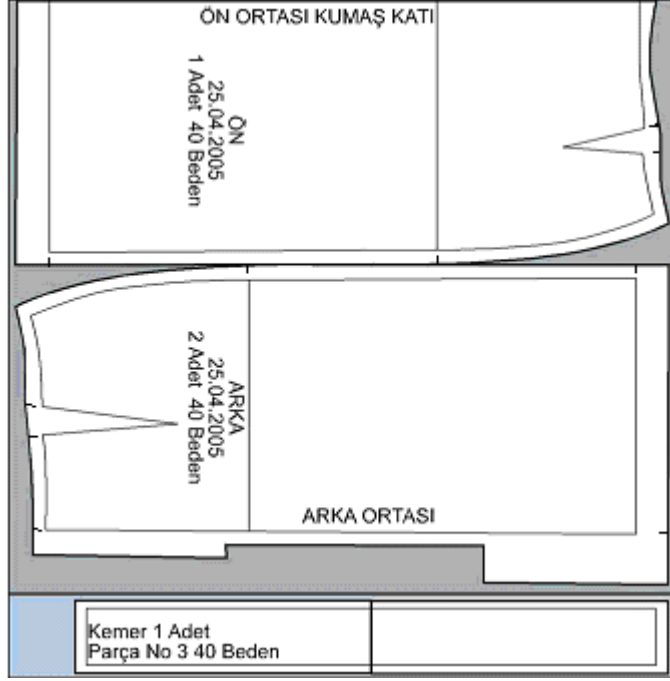 ÖN ORTASI KUMAŞ KATI
ÖN
25.04.2005
1 Adet 40 Beden
ARKA
25.04.2005
2 Adet 40 Beden
ARKA ORTASI
Kemer 1 Adet
Parça No 3 40 Beden